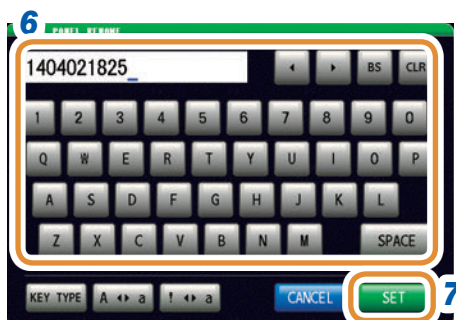 6
PANEL RENAME
1404021825_
BS CLR
1 2 3 4 5 6 7 8 9 0
Q W E R T Y U I O P
A S D F G H J K L
Z X C V B N M SPACE
KEY TYPE A ◂▸ a ! ◂▸ a CANCEL SET 7